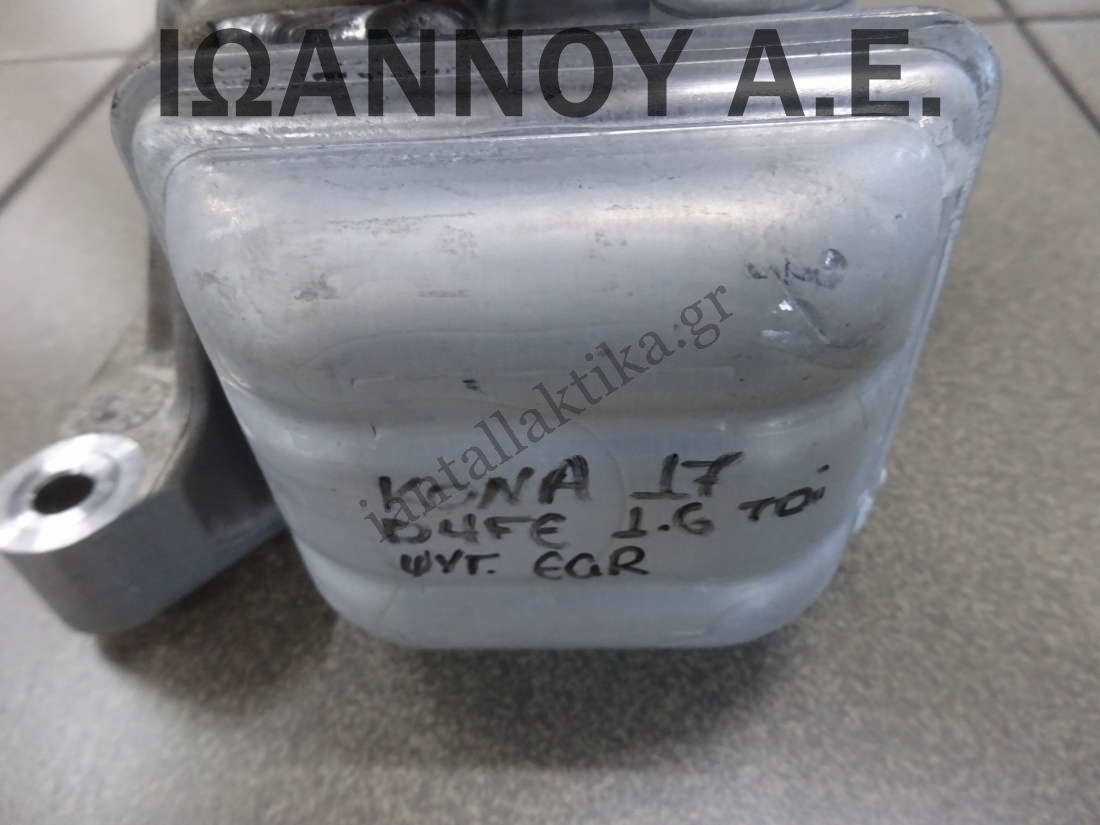 ΙΩΑΝΝΟΥ Α.Ε.
iantallaktika.gr
KONA 17
D4FE 1.6 TDi
ΨΥΓ. EGR